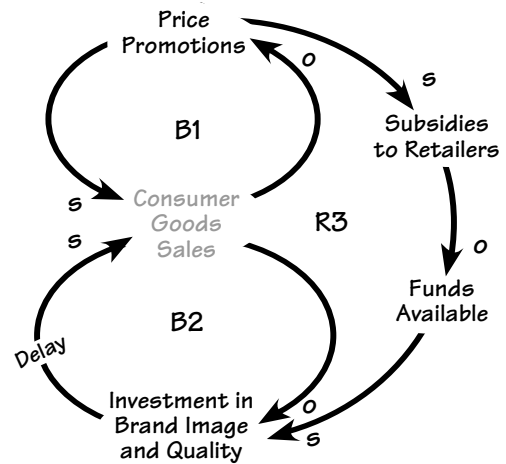 Price
Promotions
o
s
B1
Subsidies
to Retailers
s
Consumer
Goods
Sales
R3
s
o
B2
Funds
Available
Delay
Investment in
Brand Image
and Quality
o
s